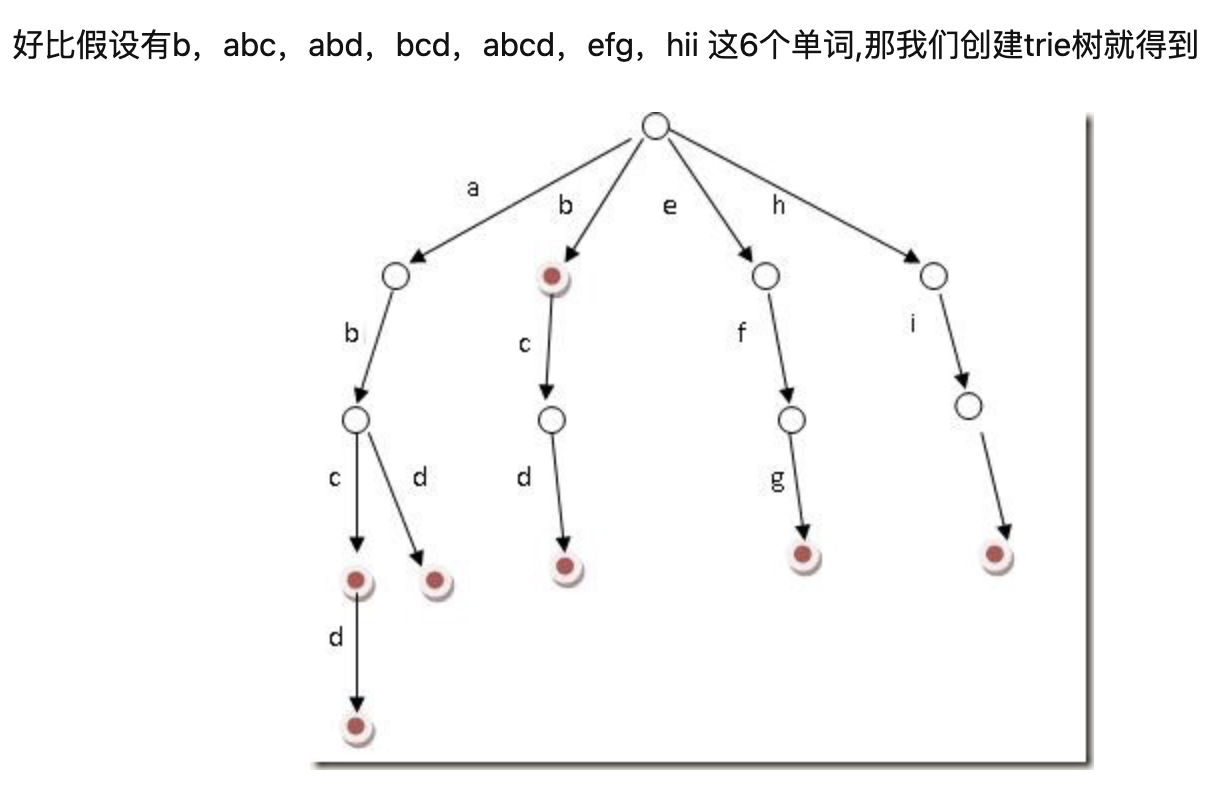 好比假设有b，abc，abd，bcd，abcd，efg，hii 这6个单词,那我们创建trie树就得到
a
b
e
h
b
c
f
i
c
d
d
g
d